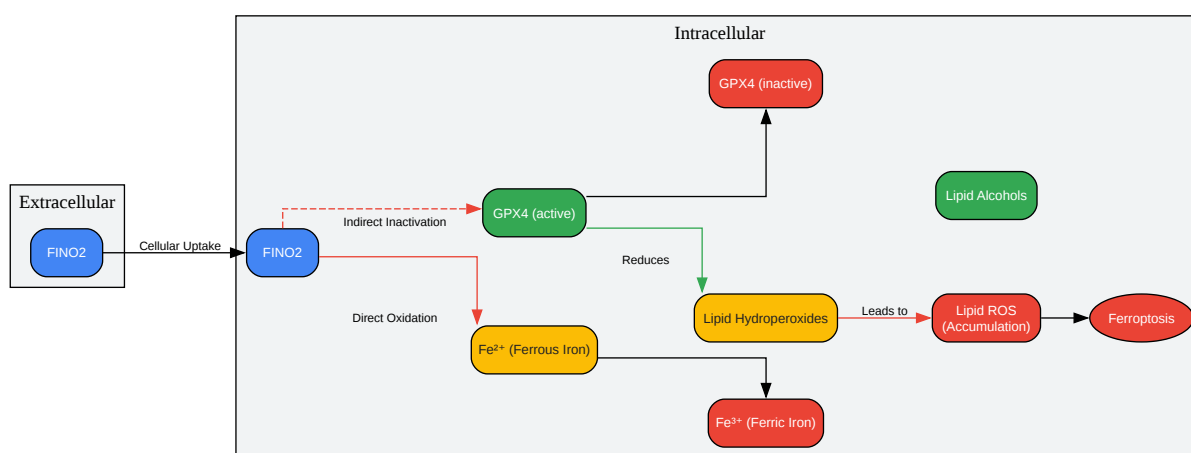 Intracellular
GPX4 (inactive)
Extracellular
FINO2
Cellular Uptake
FINO2
Indirect Inactivation
GPX4 (active)
Lipid Alcohols
Reduces
Direct Oxidation
Fe²⁺ (Ferrous Iron)
Lipid Hydroperoxides
Leads to
Lipid ROS
(Accumulation)
Ferroptosis
Fe³⁺ (Ferric Iron)